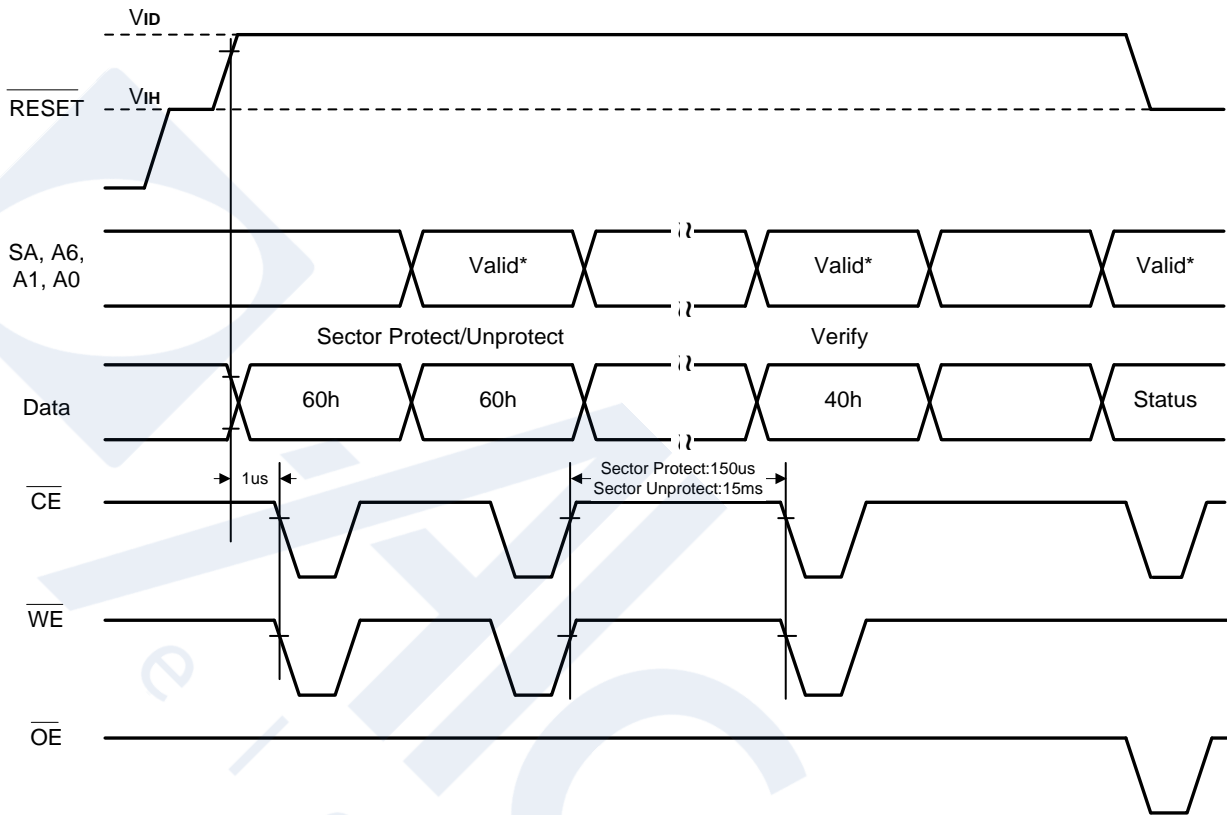 VID
VIH
RESET
SA, A6,
A1, A0
Valid*
Valid*
Valid*
Sector Protect/Unprotect
Verify
Data
60h
60h
40h
Status
1us
Sector Protect:150us
Sector Unprotect:15ms
CE
WE
OE